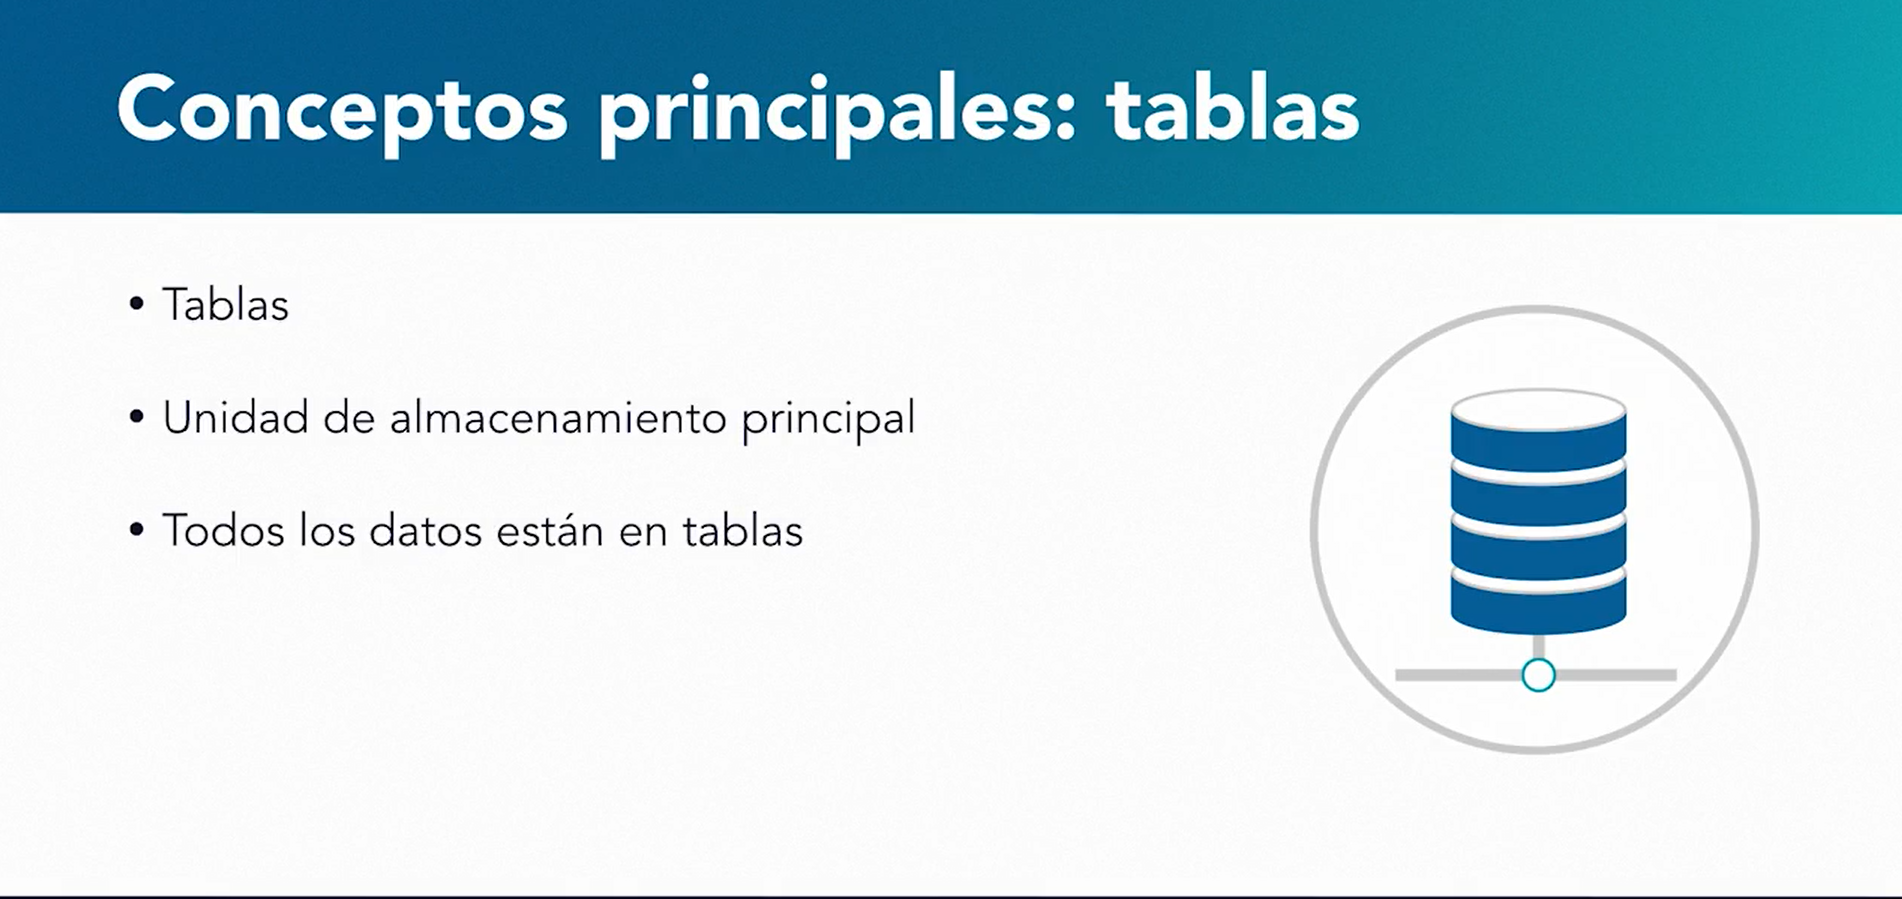 Conceptos principales: tablas
• Tablas
• Unidad de almacenamiento principal
• Todos los datos están en tablas